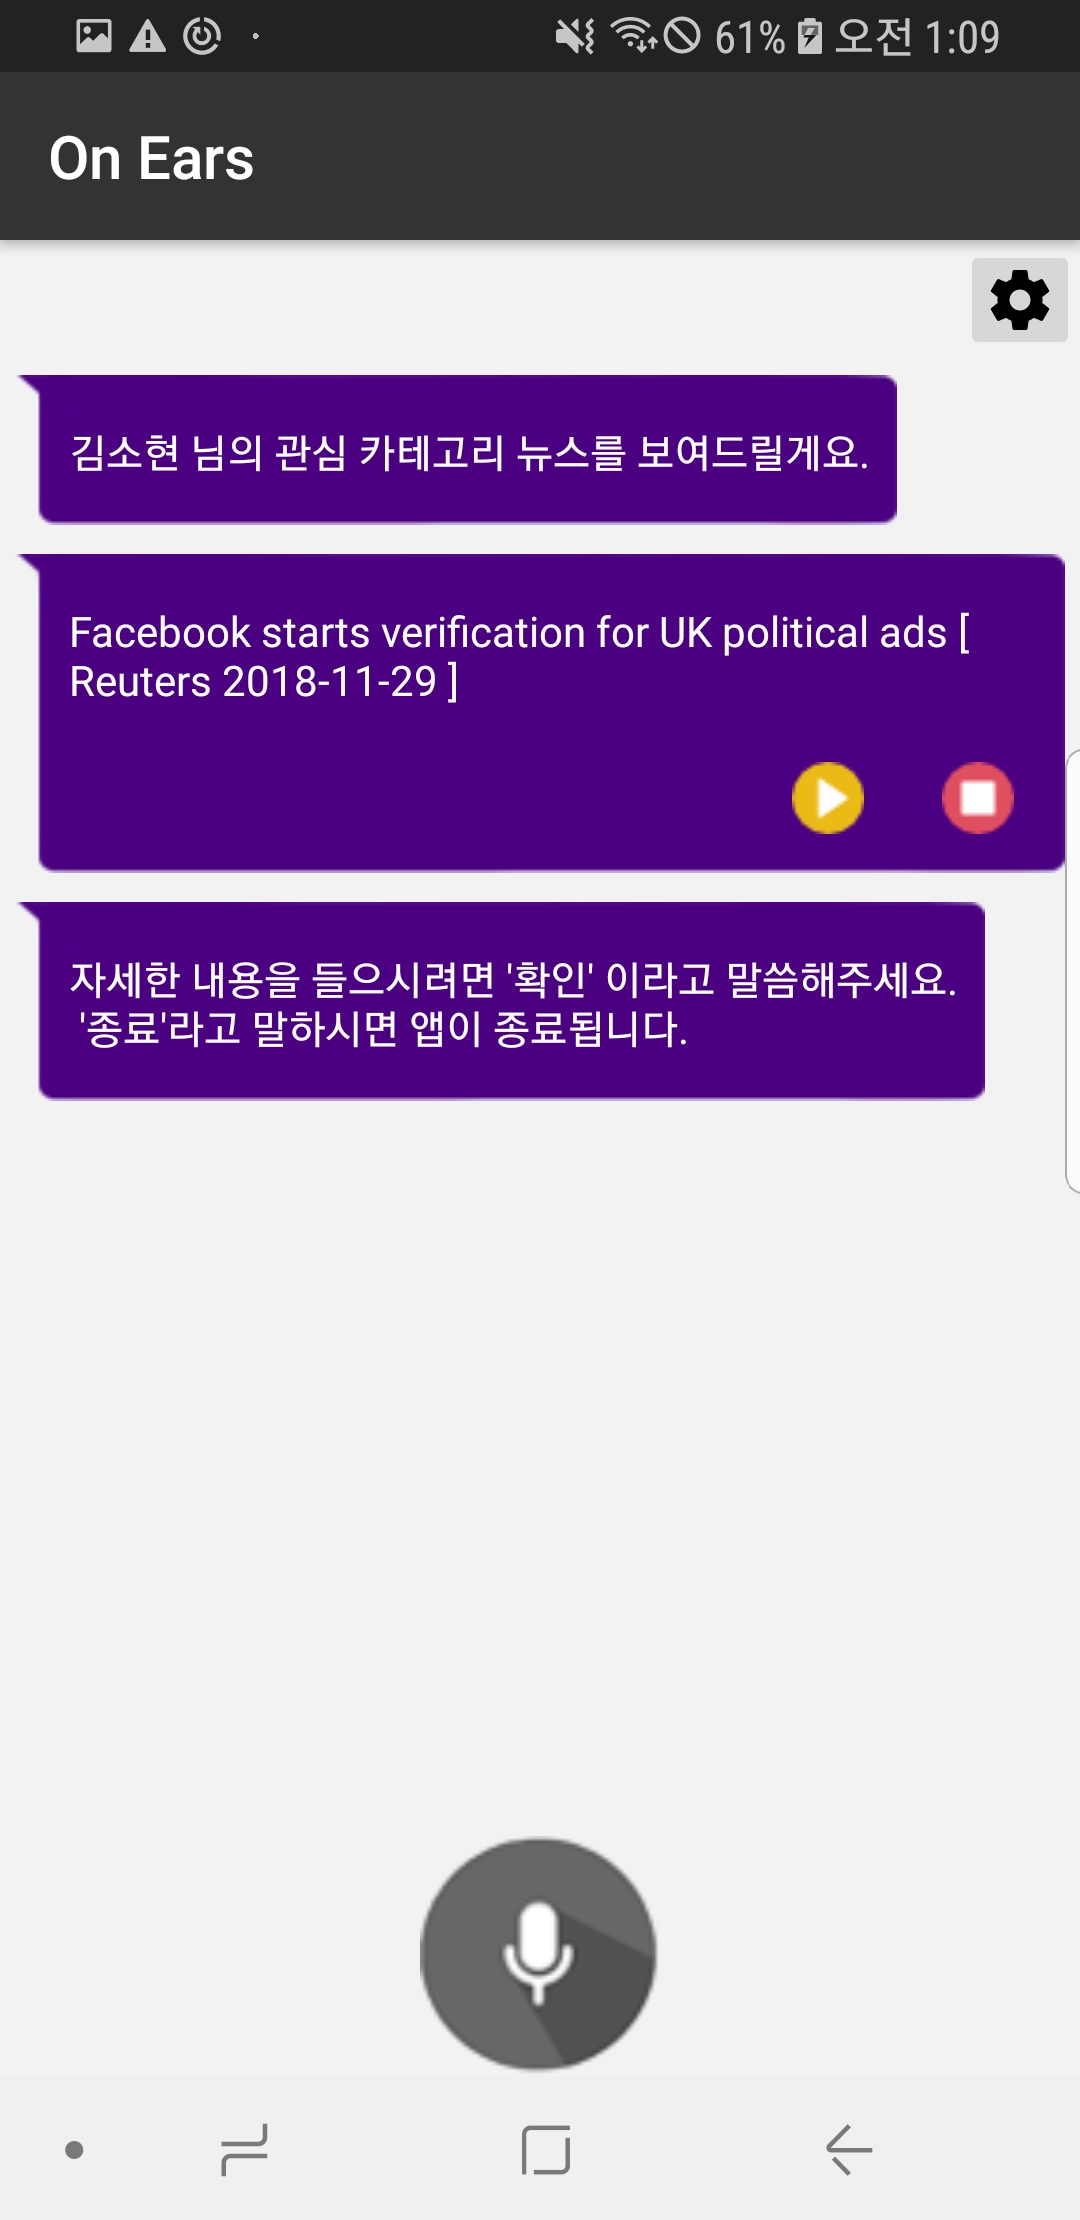 61% 오전 1:09
On Ears
김소현 님의 관심 카테고리 뉴스를 보여드릴게요.
Facebook starts verification for UK political ads [
Reuters 2018-11-29 ]
자세한 내용을 들으시려면 '확인' 이라고 말씀해주세요.
'종료'라고 말하시면 앱이 종료됩니다.